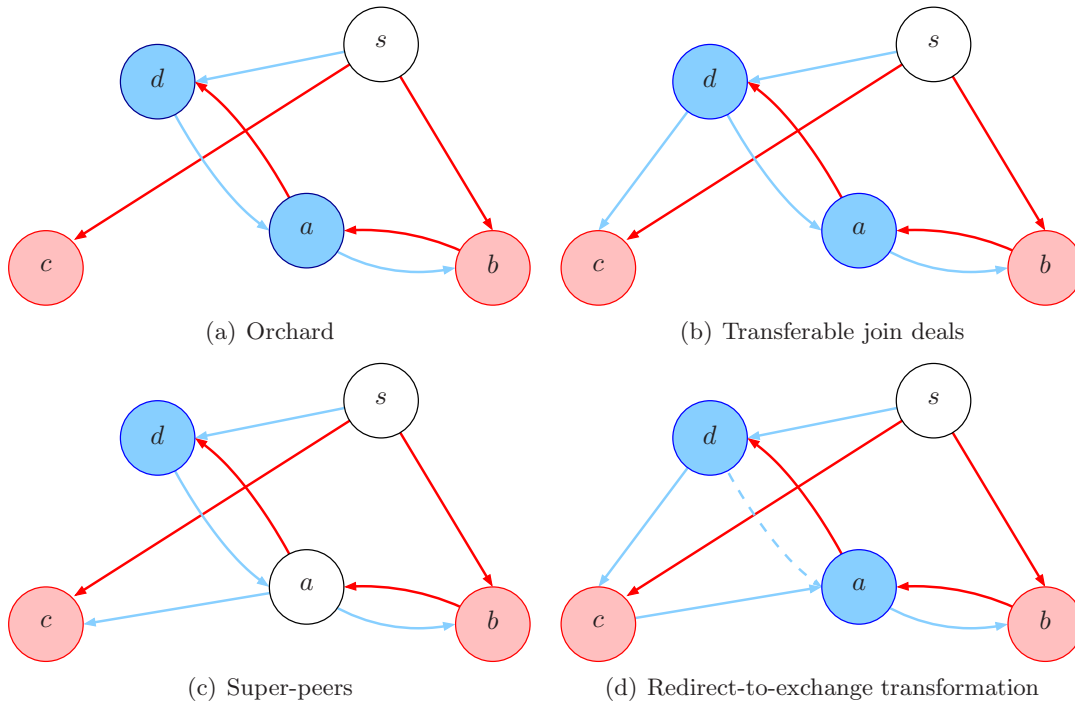 s
d
a
c
b
(a) Orchard
s
d
a
c
b
(b) Transferable join deals
s
d
a
c
b
(c) Super-peers
s
d
a
c
b
(d) Redirect-to-exchange transformation